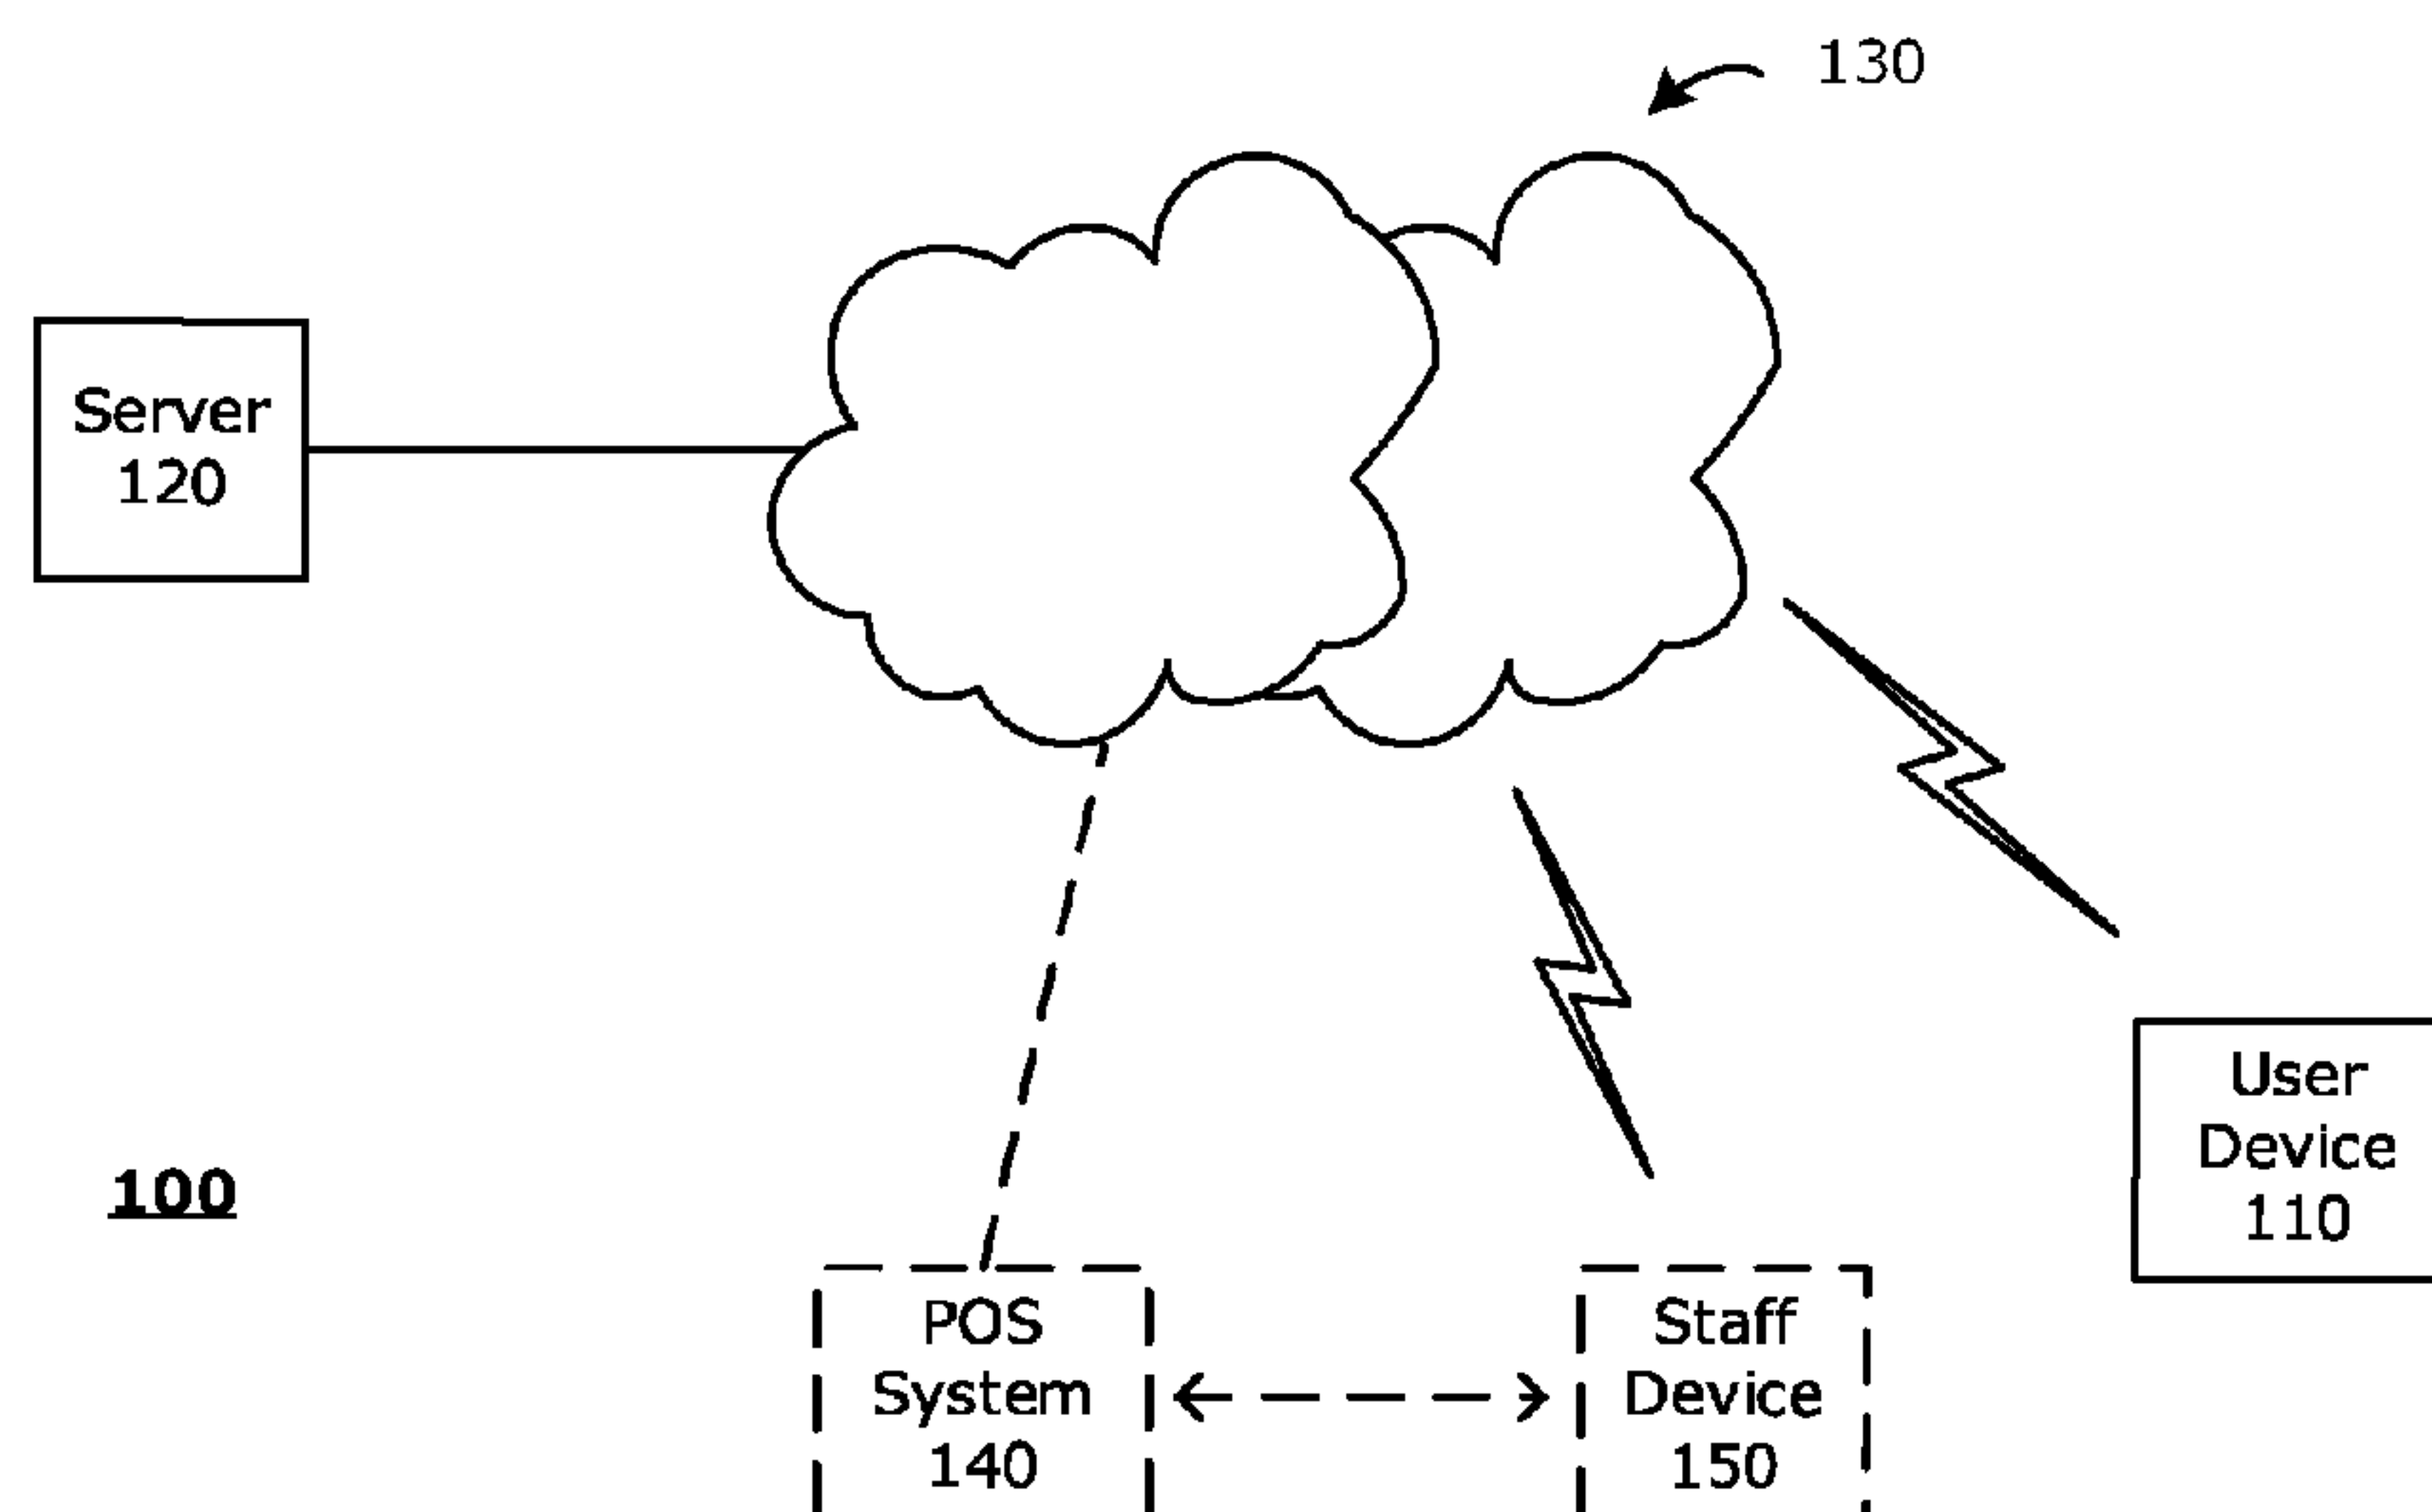 130
Server
120
User
Device
110
100
POS
System
140
Staff
Device
150